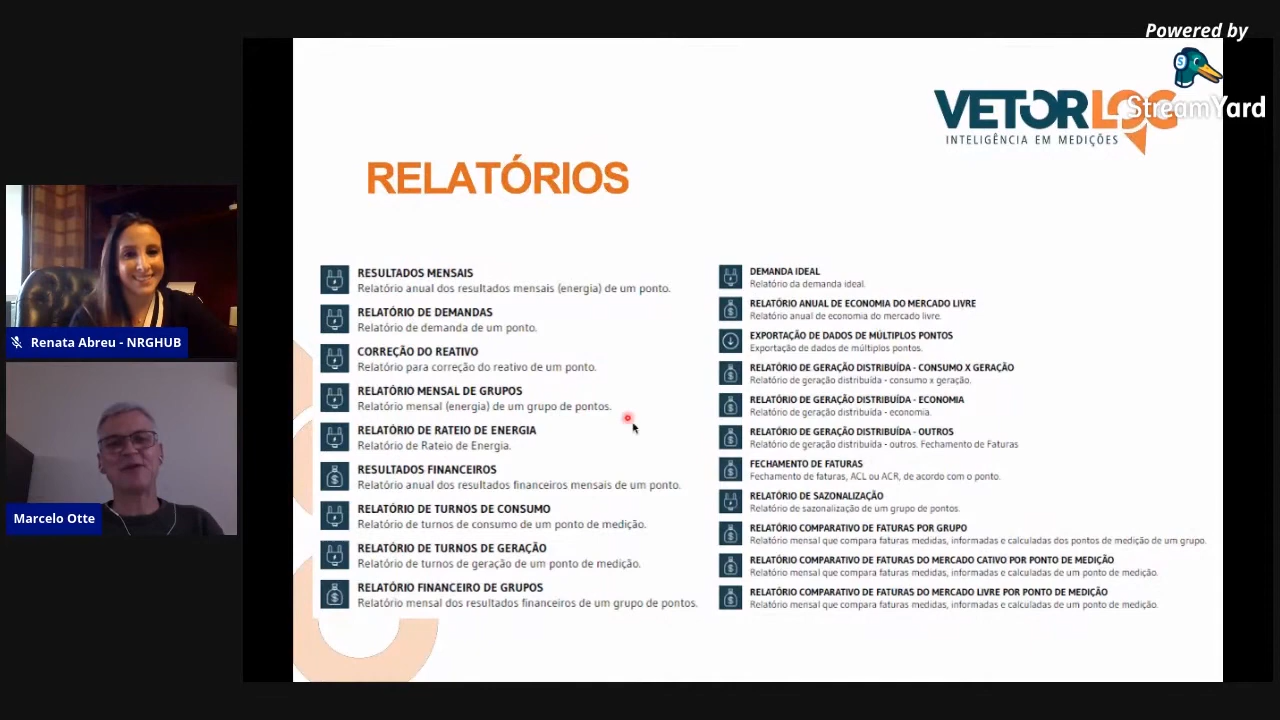 Powered by
StreamYard
VETORLOG
INTELIGÊNCIA EM MEDIÇÕES
RELATÓRIOS
RESULTADOS MENSAIS
Relatório anual dos resultados mensais (energia) de um ponto.
RELATÓRIO DE DEMANDAS
Relatório de demanda de um ponto.
CORREÇÃO DO REATIVO
Relatório para correção do reativo de um ponto.
RELATÓRIO MENSAL DE GRUPOS
Relatório mensal (energia) de um grupo de pontos.
RELATÓRIO DE RATEIO DE ENERGIA
Relatório de Rateio de Energia.
RESULTADOS FINANCEIROS
Relatório anual dos resultados financeiros mensais de um ponto.
RELATÓRIO DE TURNOS DE CONSUMO
Relatório de turnos de consumo de um ponto de medição.
RELATÓRIO DE TURNOS DE GERAÇÃO
Relatório de turnos de geração de um ponto de medição.
RELATÓRIO FINANCEIRO DE GRUPOS
Relatório mensal dos resultados financeiros de um grupo de pontos.
DEMANDA IDEAL
Relatório da demanda ideal.
RELATÓRIO ANUAL DE ECONOMIA DO MERCADO LIVRE
Relatório anual de economia do mercado livre.
EXPORTAÇÃO DE DADOS DE MÚLTIPLOS PONTOS
Exportação de dados de múltiplos pontos.
RELATÓRIO DE GERAÇÃO DISTRIBUÍDA - CONSUMO X GERAÇÃO
Relatório de geração distribuída - consumo x geração.
RELATÓRIO DE GERAÇÃO DISTRIBUÍDA - ECONOMIA
Relatório de geração distribuída - economia.
RELATÓRIO DE GERAÇÃO DISTRIBUÍDA - OUTROS
Relatório de geração distribuída - outros. Fechamento de Faturas
FECHAMENTO DE FATURAS
Fechamento de faturas, ACL ou ACR, de acordo com o ponto.
RELATÓRIO DE SAZONALIZAÇÃO
Relatório de sazonalização de um grupo de pontos.
RELATÓRIO COMPARATIVO DE FATURAS POR GRUPO
Relatório mensal que compara faturas medidas, informadas e calculadas dos pontos de medição de um grupo.
RELATÓRIO COMPARATIVO DE FATURAS DO MERCADO CATIVO POR PONTO DE MEDIÇÃO
Relatório mensal que compara faturas medidas, informadas e calculadas de um ponto de medição.
RELATÓRIO COMPARATIVO DE FATURAS DO MERCADO LIVRE POR PONTO DE MEDIÇÃO
Relatório mensal que compara faturas medidas, informadas e calculadas de um ponto de medição.
Renata Abreu - NRGHUB
Marcelo Otte